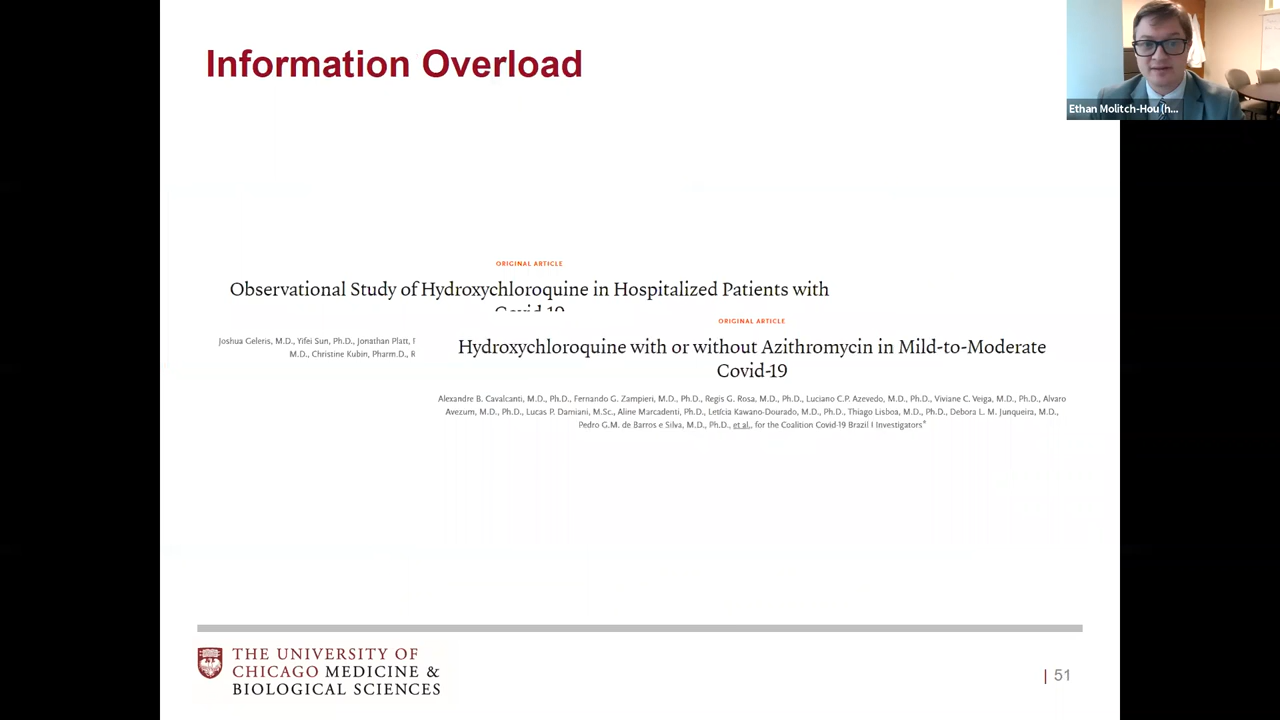 Information Overload
Ethan Molitch-Hou (h...
ORIGINAL ARTICLE
Observational Study of Hydroxychloroquine in Hospitalized Patients with
Covid-19
Joshua Geleris, M.D., Yifei Sun, Ph.D., Jonathan Platt,
M.D., Christine Kubin, Pharm.D., R
ORIGINAL ARTICLE
Hydroxychloroquine with or without Azithromycin in Mild-to-Moderate
Covid-19
Alexandre B. Cavalcanti, M.D., Ph.D., Fernando G. Zampieri, M.D., Ph.D., Regis G. Rosa, M.D., Ph.D., Luciano C.P. Azevedo, M.D., Ph.D., Viviane C. Veiga, M.D., Ph.D., Alvaro
Avezum, M.D., Ph.D., Lucas P. Damiani, M.Sc., Aline Marcadenti, Ph.D., Letícia Kawano-Dourado, M.D., Ph.D., Thiago Lisboa, M.D., Ph.D., Debora L. M. Junqueira, M.D.,
Pedro G.M. de Barros e Silva, M.D., Ph.D., et al., for the Coalition Covid-19 Brazil I Investigators*
THE UNIVERSITY OF
CHICAGO MEDICINE &
BIOLOGICAL SCIENCES
| 51